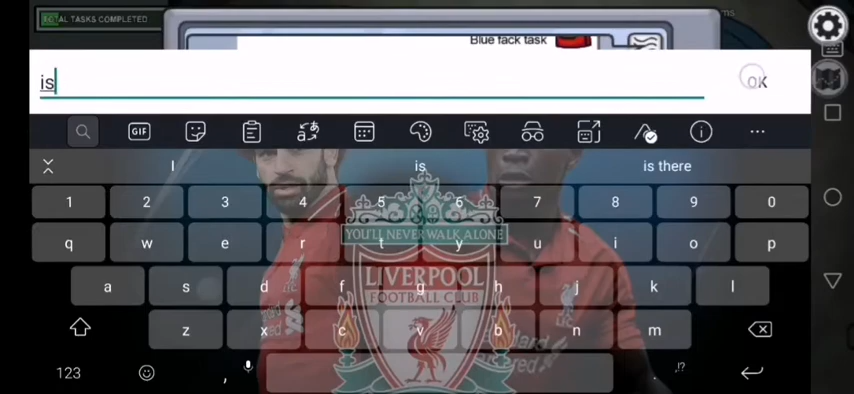 TOTAL TASKS COMPLETED
ms
Blue fack task
is
OK
GIF
I is is there
1 2 3 4 5 6 7 8 9 0
q w e r t y u i o p
YOU'LL NEVER WALK ALONE
a s d f g h j k l
LIVERPOOL
FOOTBALL CLUB
z x c v b n m
123 , . ,!?